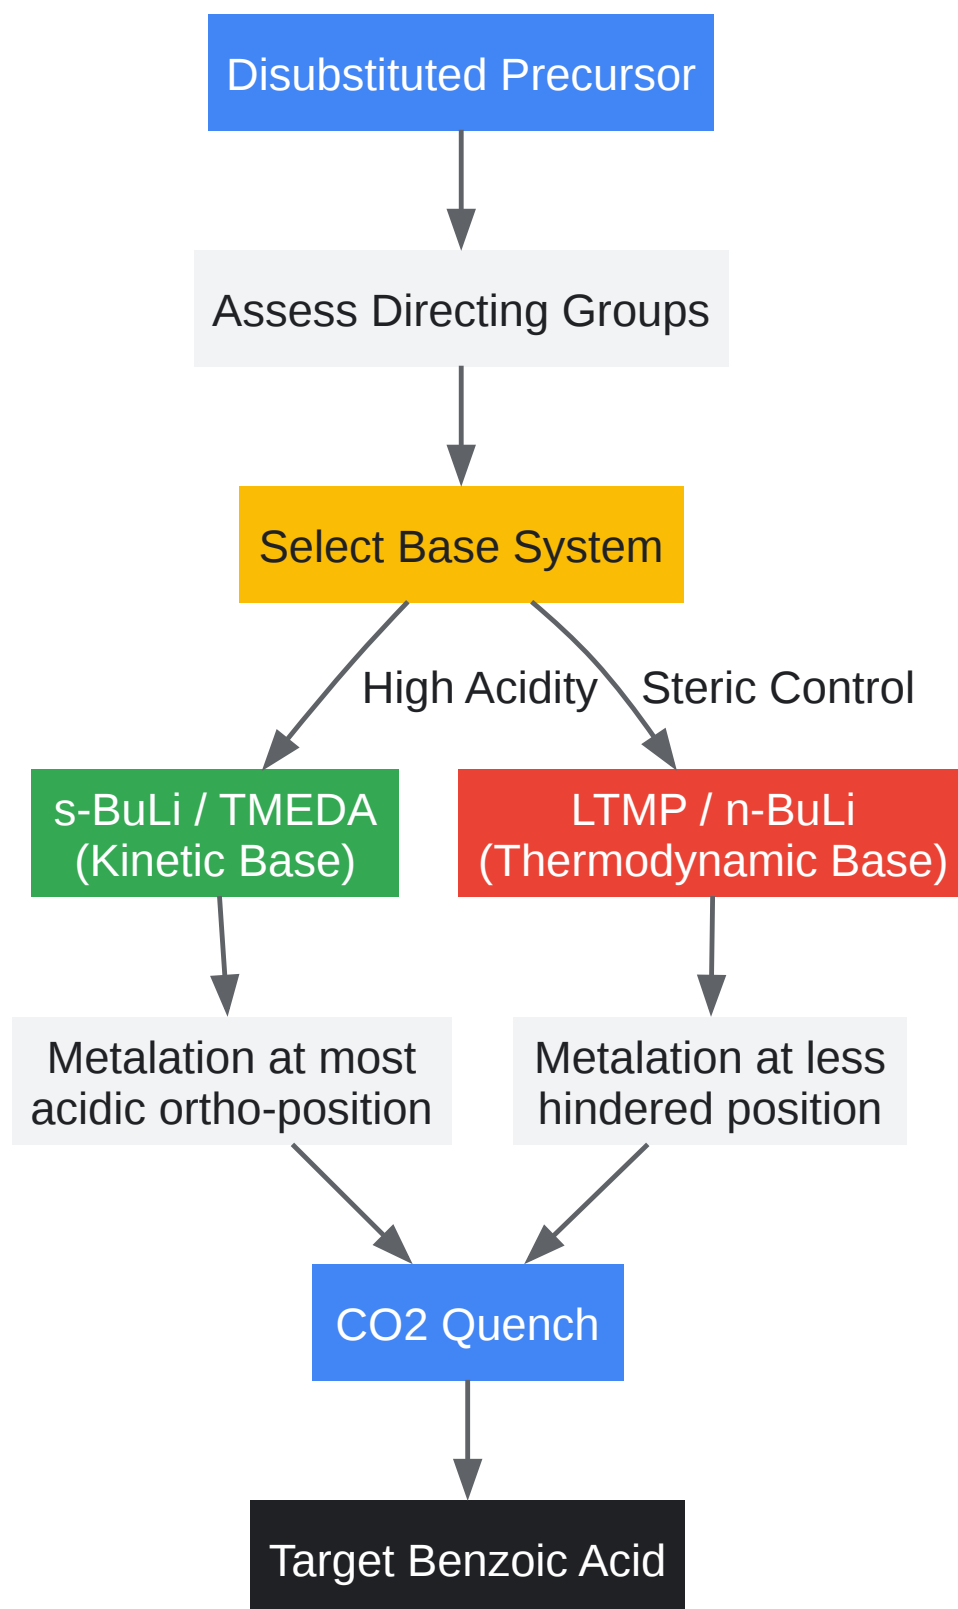 Disubstituted Precursor
Assess Directing Groups
Select Base System
High Acidity
Steric Control
s-BuLi / TMEDA
(Kinetic Base)
LTMP / n-BuLi
(Thermodynamic Base)
Metalation at most
acidic ortho-position
Metalation at less
hindered position
CO2 Quench
Target Benzoic Acid